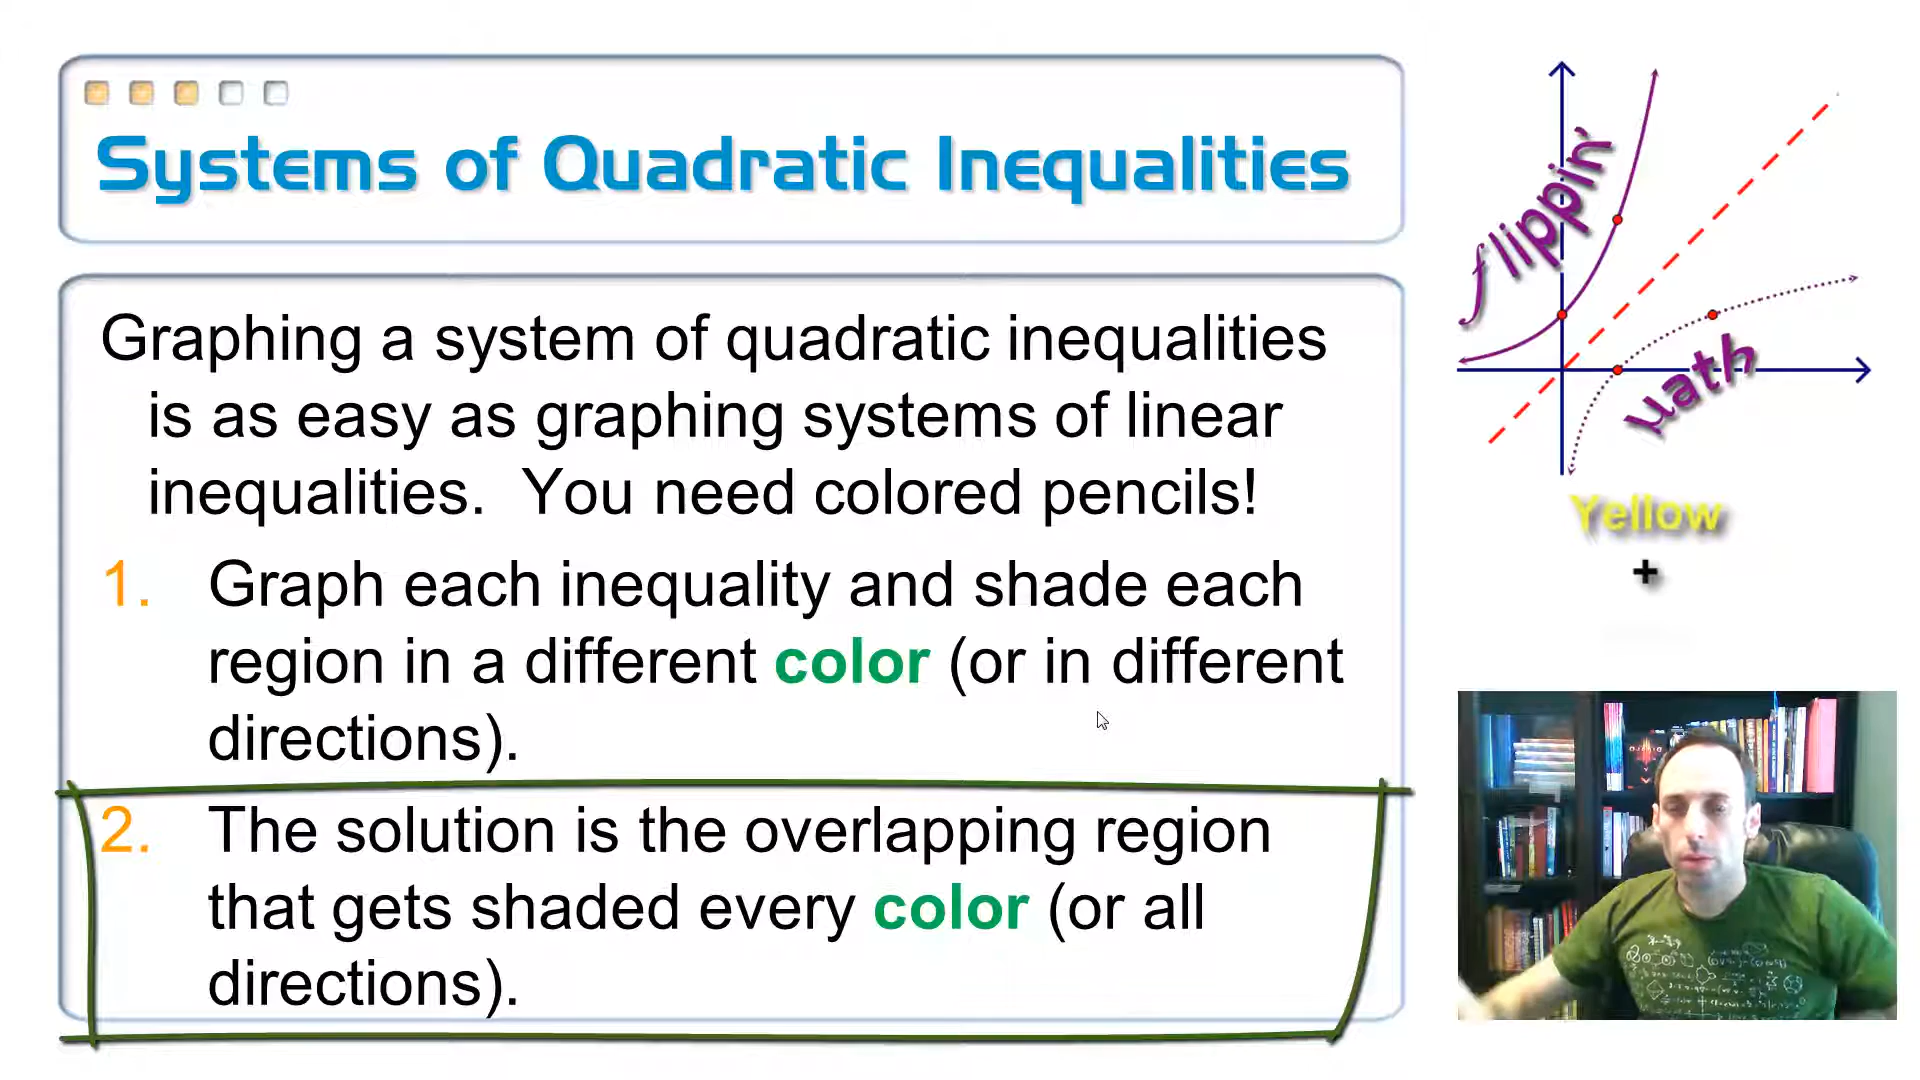 Systems of Quadratic Inequalities
Graphing a system of quadratic inequalities
is as easy as graphing systems of linear
inequalities. You need colored pencils!
1. Graph each inequality and shade each
region in a different color (or in different
directions).
2. The solution is the overlapping region
that gets shaded every color (or all
directions).
flippin'
math
Yellow
+
DIABLO